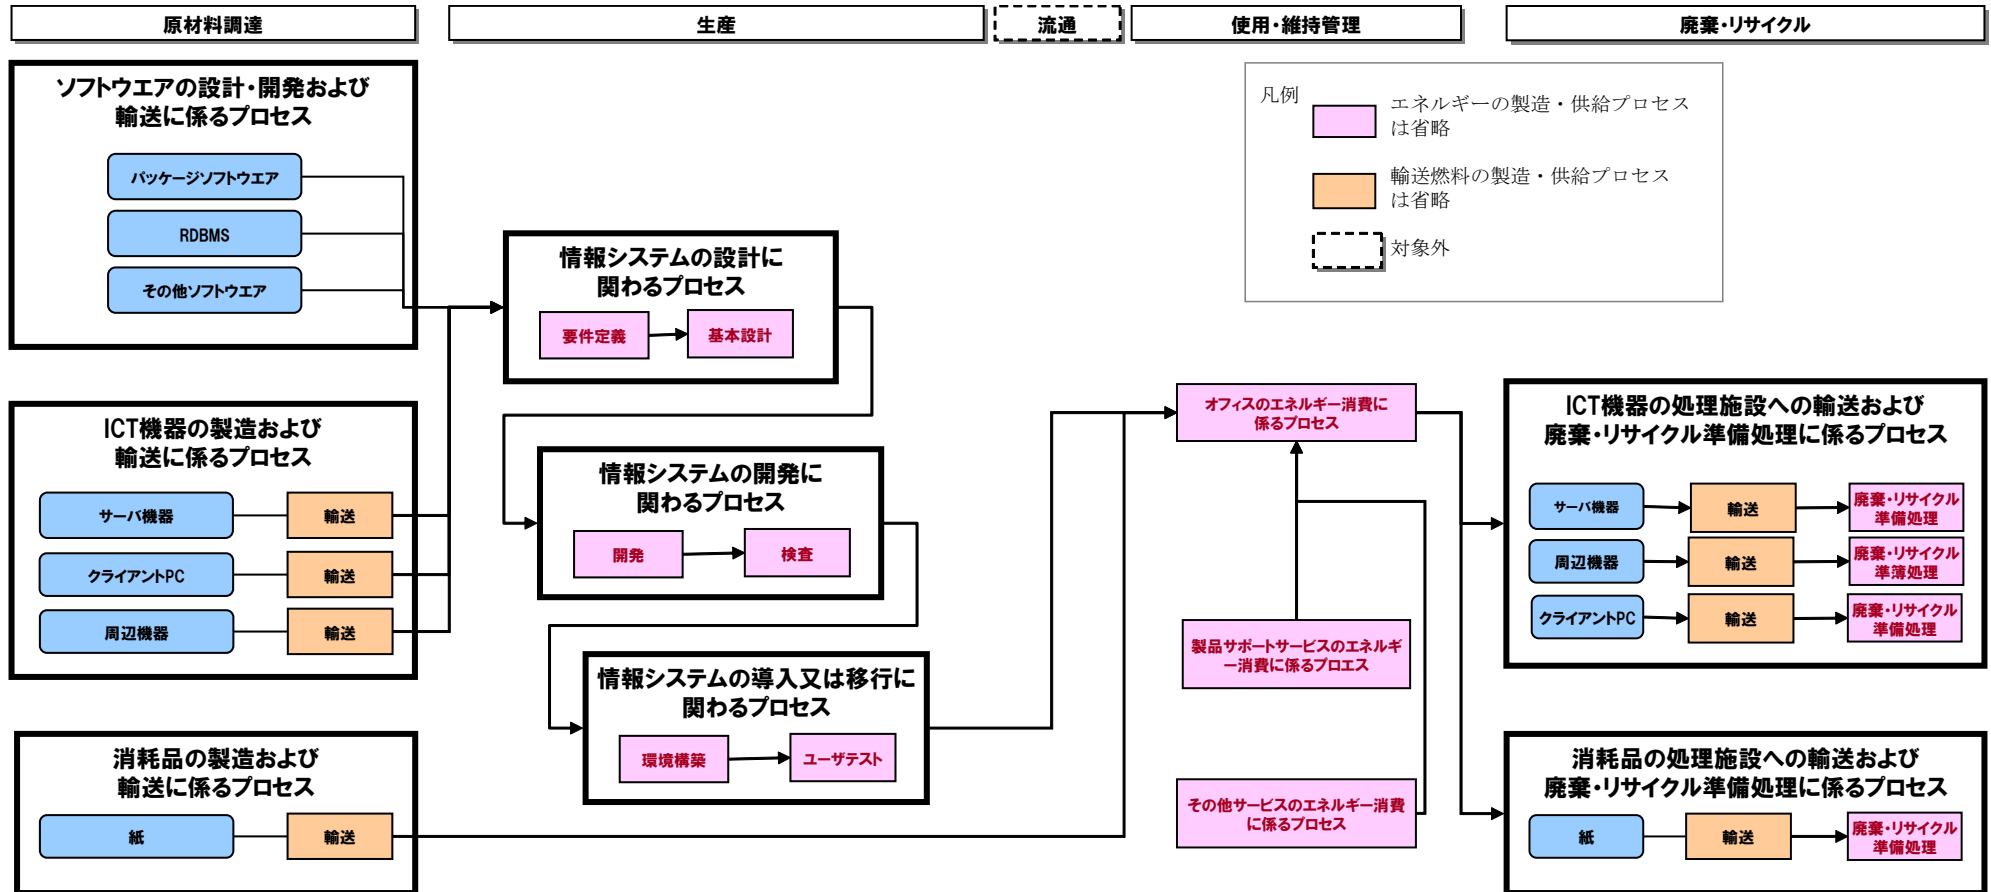 原材料調達
生産
流通
使用・維持管理
廃棄・リサイクル
ソフトウエアの設計・開発および
輸送に係るプロセス
パッケージソフトウエア
RDBMS
その他ソフトウエア
ICT機器の製造および
輸送に係るプロセス
サーバ機器
輸送
クライアントPC
輸送
周辺機器
輸送
消耗品の製造および
輸送に係るプロセス
紙
輸送
情報システムの設計に
関わるプロセス
要件定義
基本設計
情報システムの開発に
関わるプロセス
開発
検査
情報システムの導入又は移行に
関わるプロセス
環境構築
ユーザテスト
凡例
エネルギーの製造・供給プロセス
は省略
輸送燃料の製造・供給プロセス
は省略
対象外
オフィスのエネルギー消費に
係るプロセス
製品サポートサービスのエネルギ
ー消費に係るプロエス
その他サービスのエネルギー消費
に係るプロセス
ICT機器の処理施設への輸送および
廃棄・リサイクル準備処理に係るプロセス
サーバ機器
輸送
廃棄・リサイクル
準備処理
周辺機器
輸送
廃棄・リサイクル
準薄処理
クライアントPC
輸送
廃棄・リサイクル
準備処理
消耗品の処理施設への輸送および
廃棄・リサイクル準備処理に係るプロセス
紙
輸送
廃棄・リサイクル
準備処理